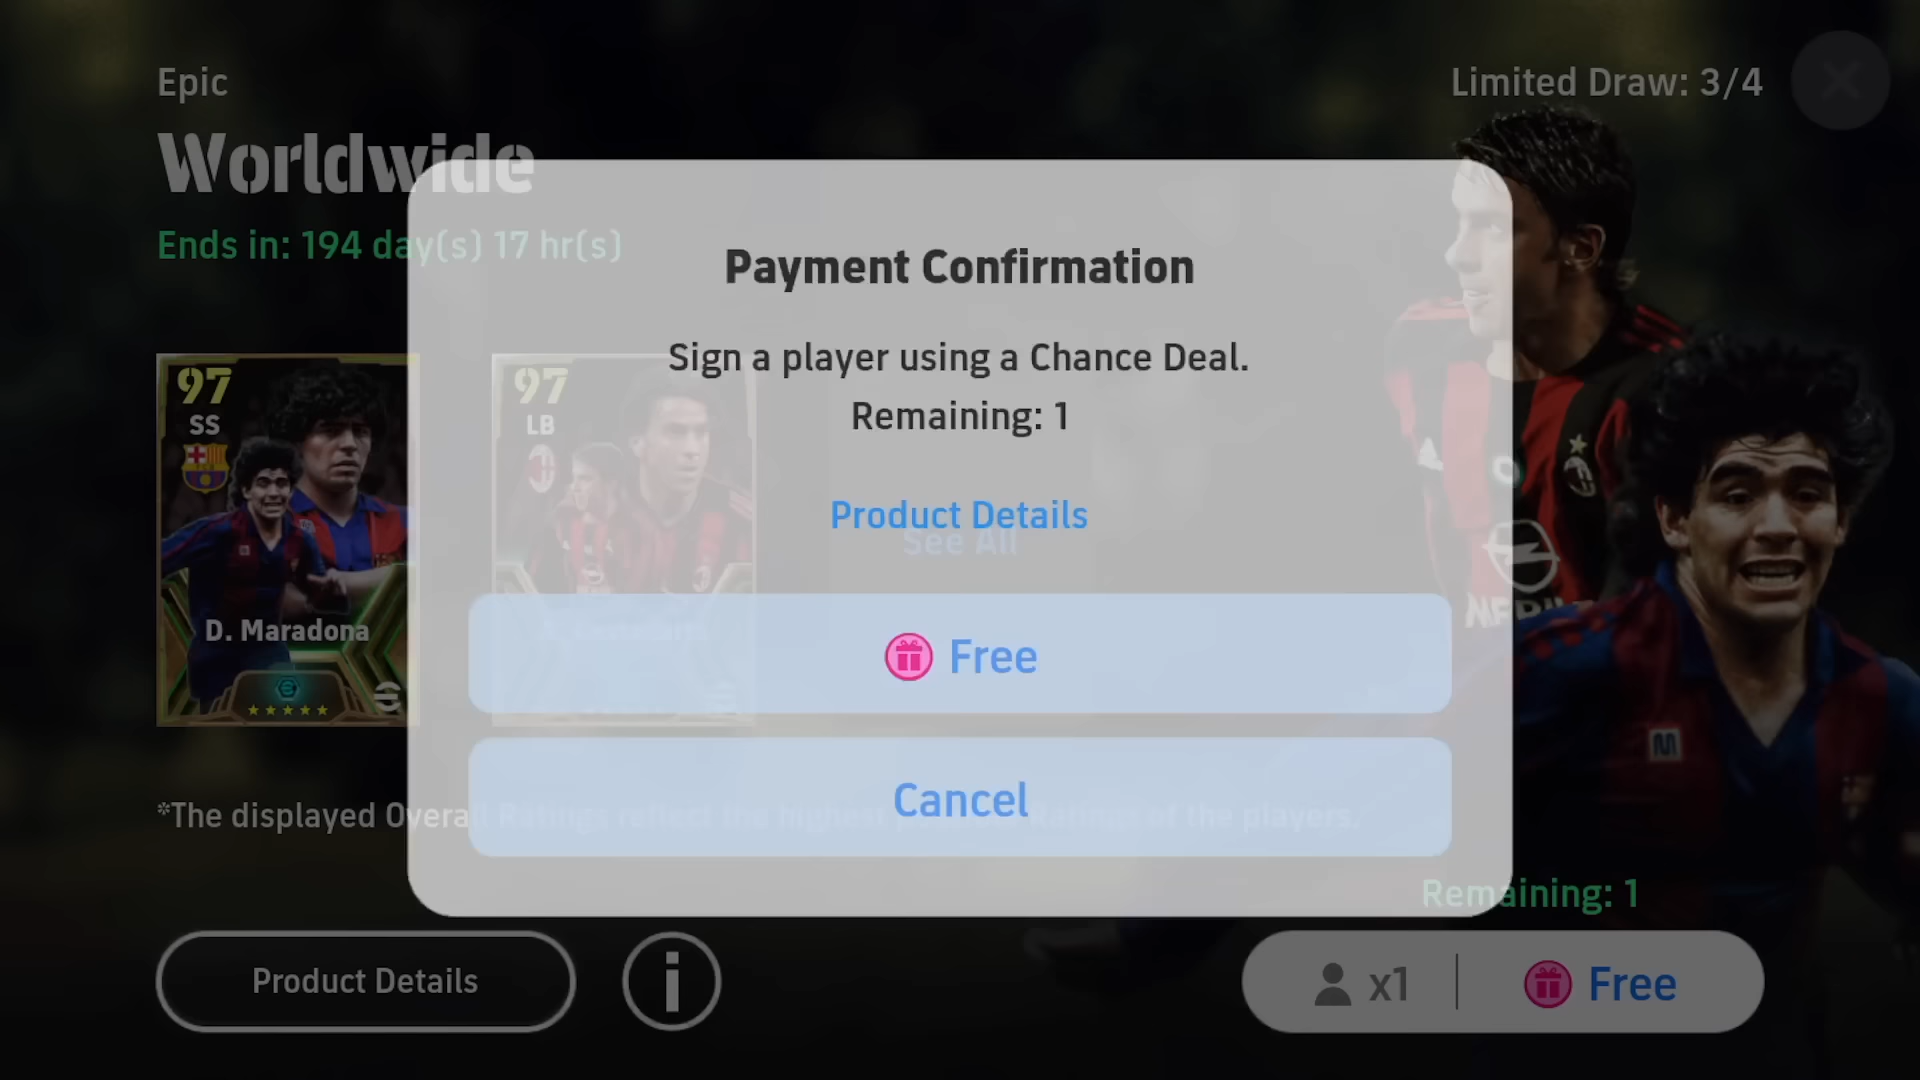 Epic
Limited Draw: 3/4
Worldwide
Ends in: 194 day(s) 17 hr(s)
Payment Confirmation
Sign a player using a Chance Deal.
Remaining: 1
Product Details
See All
97
SS
D. Maradona
97
LB
Free
Cancel
*The displayed Overall Ratings reflect the highest
of the players.
Remaining: 1
Product Details
i
x1
Free